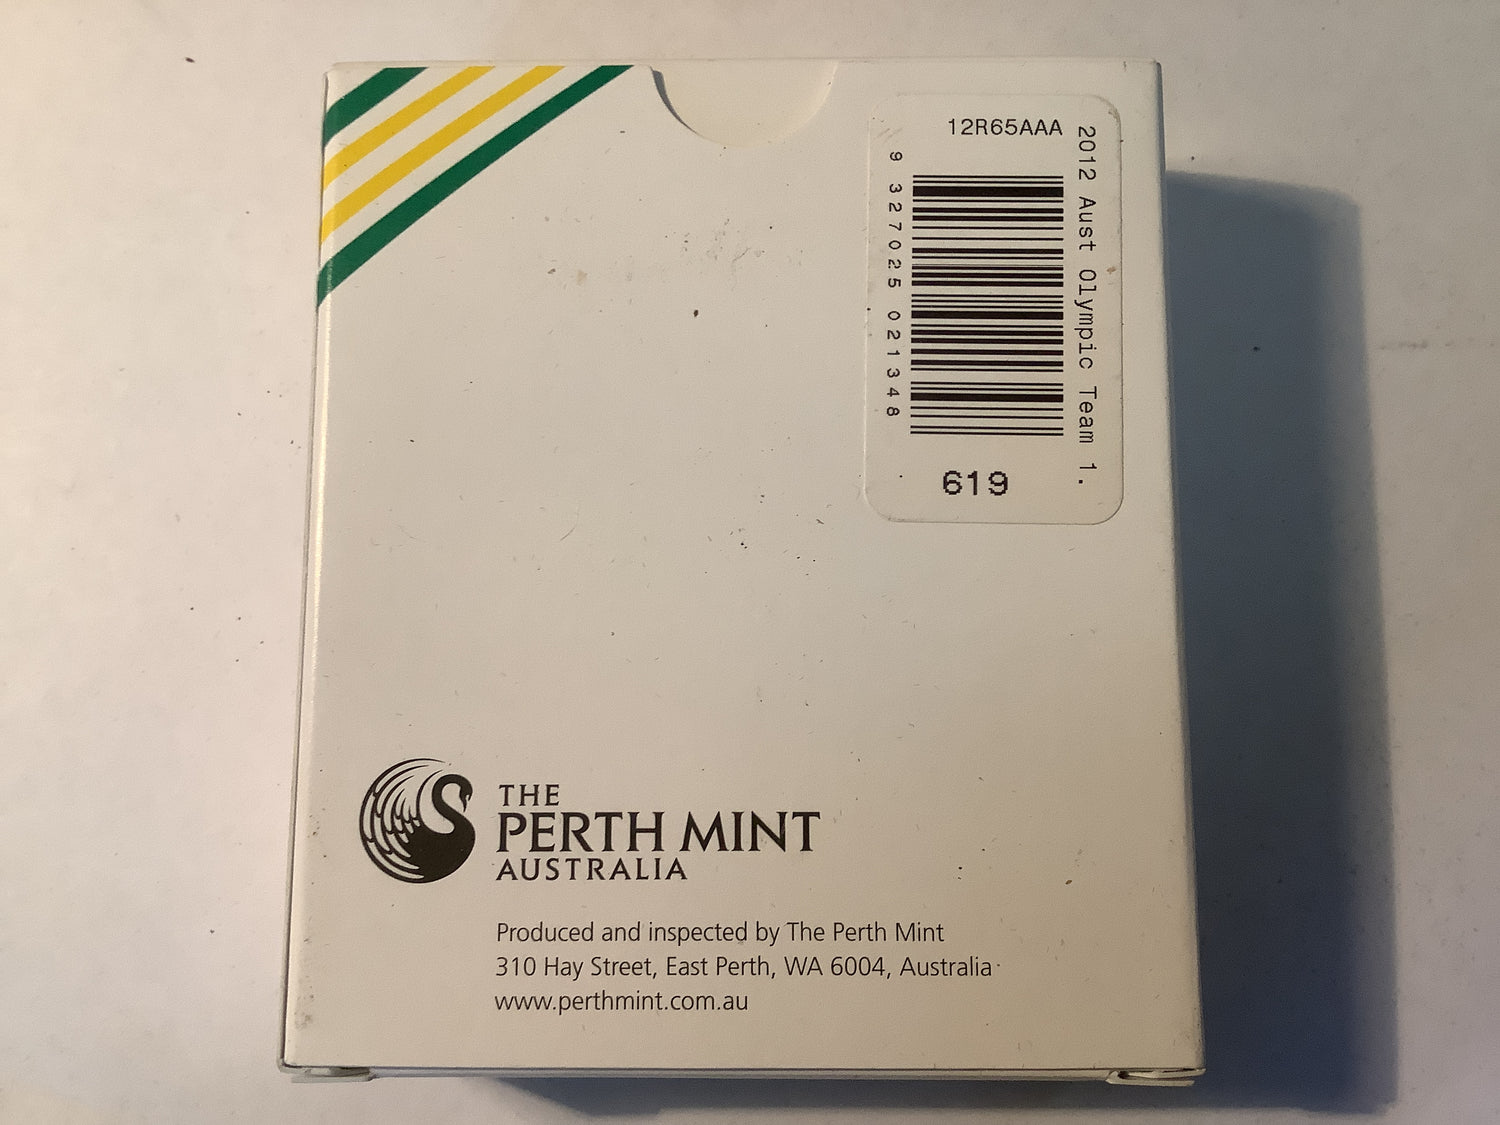 12R65AAA
2012 Aust Olympic Team 1.
9 327025 021348
619
THE
PERTH MINT
AUSTRALIA
Produced and inspected by The Perth Mint
310 Hay Street, East Perth, WA 6004, Australia
www.perthmint.com.au